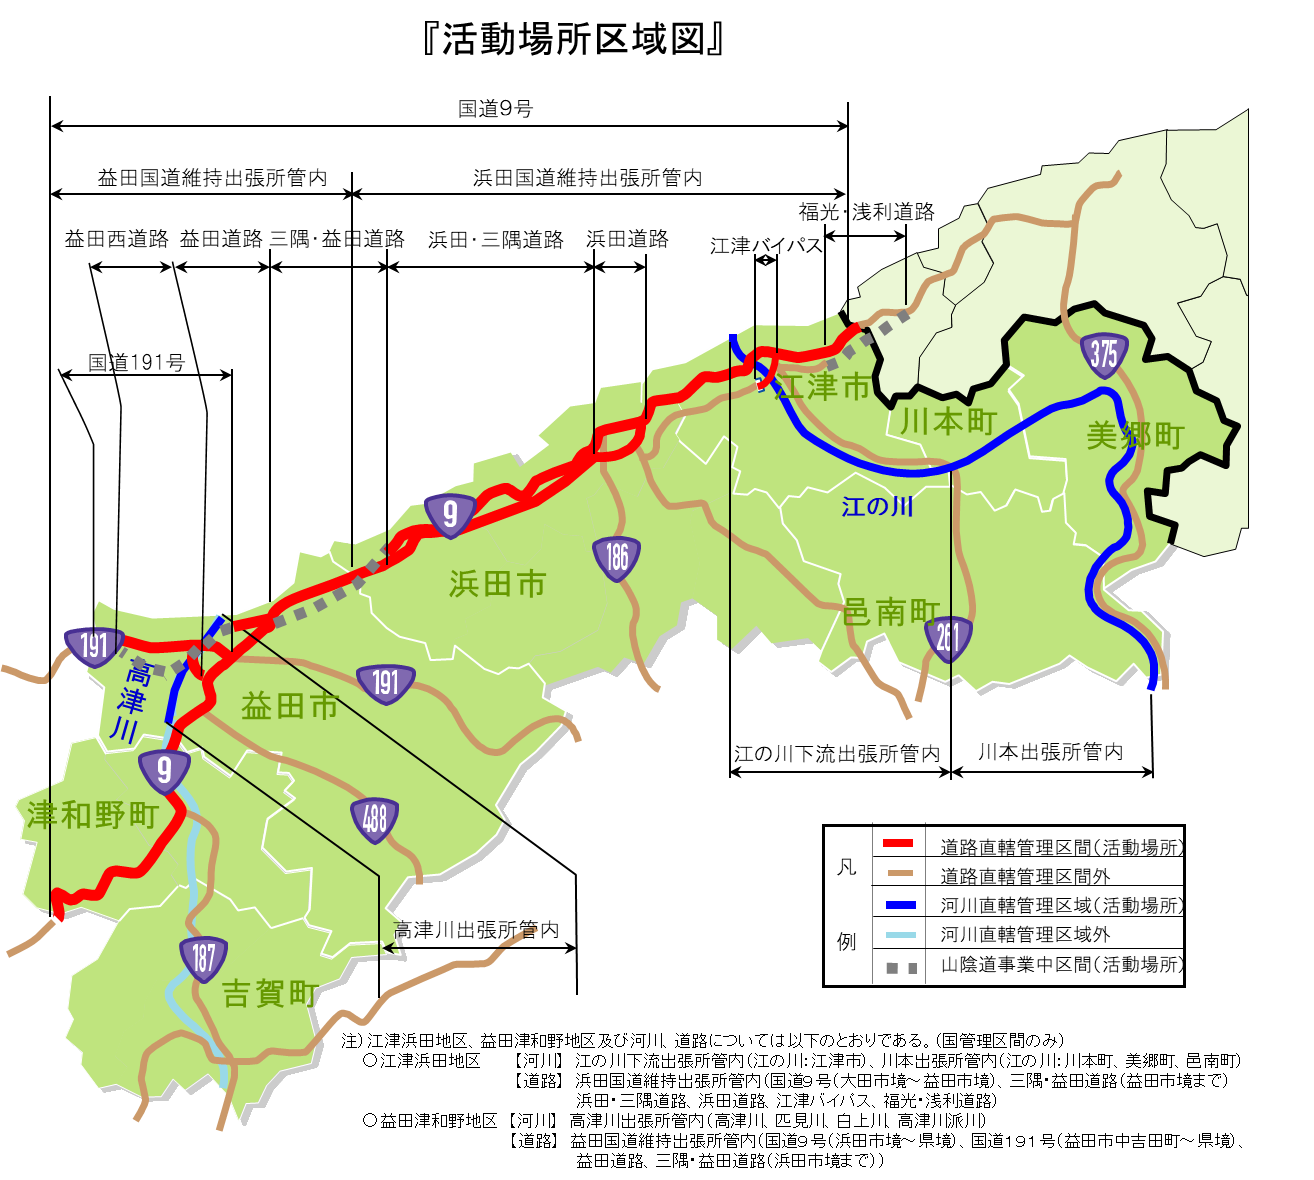 『活動場所区域図』
国道９号
益田国道維持出張所管内
浜田国道維持出張所管内
福光・浅利道路
益田西道路
益田道路
三隅・益田道路
浜田・三隅道路
浜田道路
江津バイパス
国道191号
375
江津市
川本町
美郷町
江の川
9
186
浜田市
邑南町
261
191
高津川
191
益田市
江の川下流出張所管内
川本出張所管内
9
津和野町
488
高津川出張所管内
187
吉賀町
凡例
道路直轄管理区間（活動場所）
道路直轄管理区間外
河川直轄管理区域（活動場所）
河川直轄管理区域外
山陰道事業中区間（活動場所）
注）江津浜田地区、益田津和野地区及び河川、道路については以下のとおりである。（国管理区間のみ）
○江津浜田地区　【河川】　江の川下流出張所管内（江の川：江津市）、川本出張所管内（江の川：川本町、美郷町、邑南町）
【道路】　浜田国道維持出張所管内（国道９号（大田市境～益田市境）、三隅・益田道路（益田市境まで）
浜田・三隅道路、浜田道路、江津バイパス、福光・浅利道路）
○益田津和野地区　【河川】　高津川出張所管内（高津川、匹見川、白上川、高津川派川）
【道路】　益田国道維持出張所管内（国道９号（浜田市境～県境）、国道１９１号（益田市中吉田町～県境）、
益田道路、三隅・益田道路（浜田市境まで））